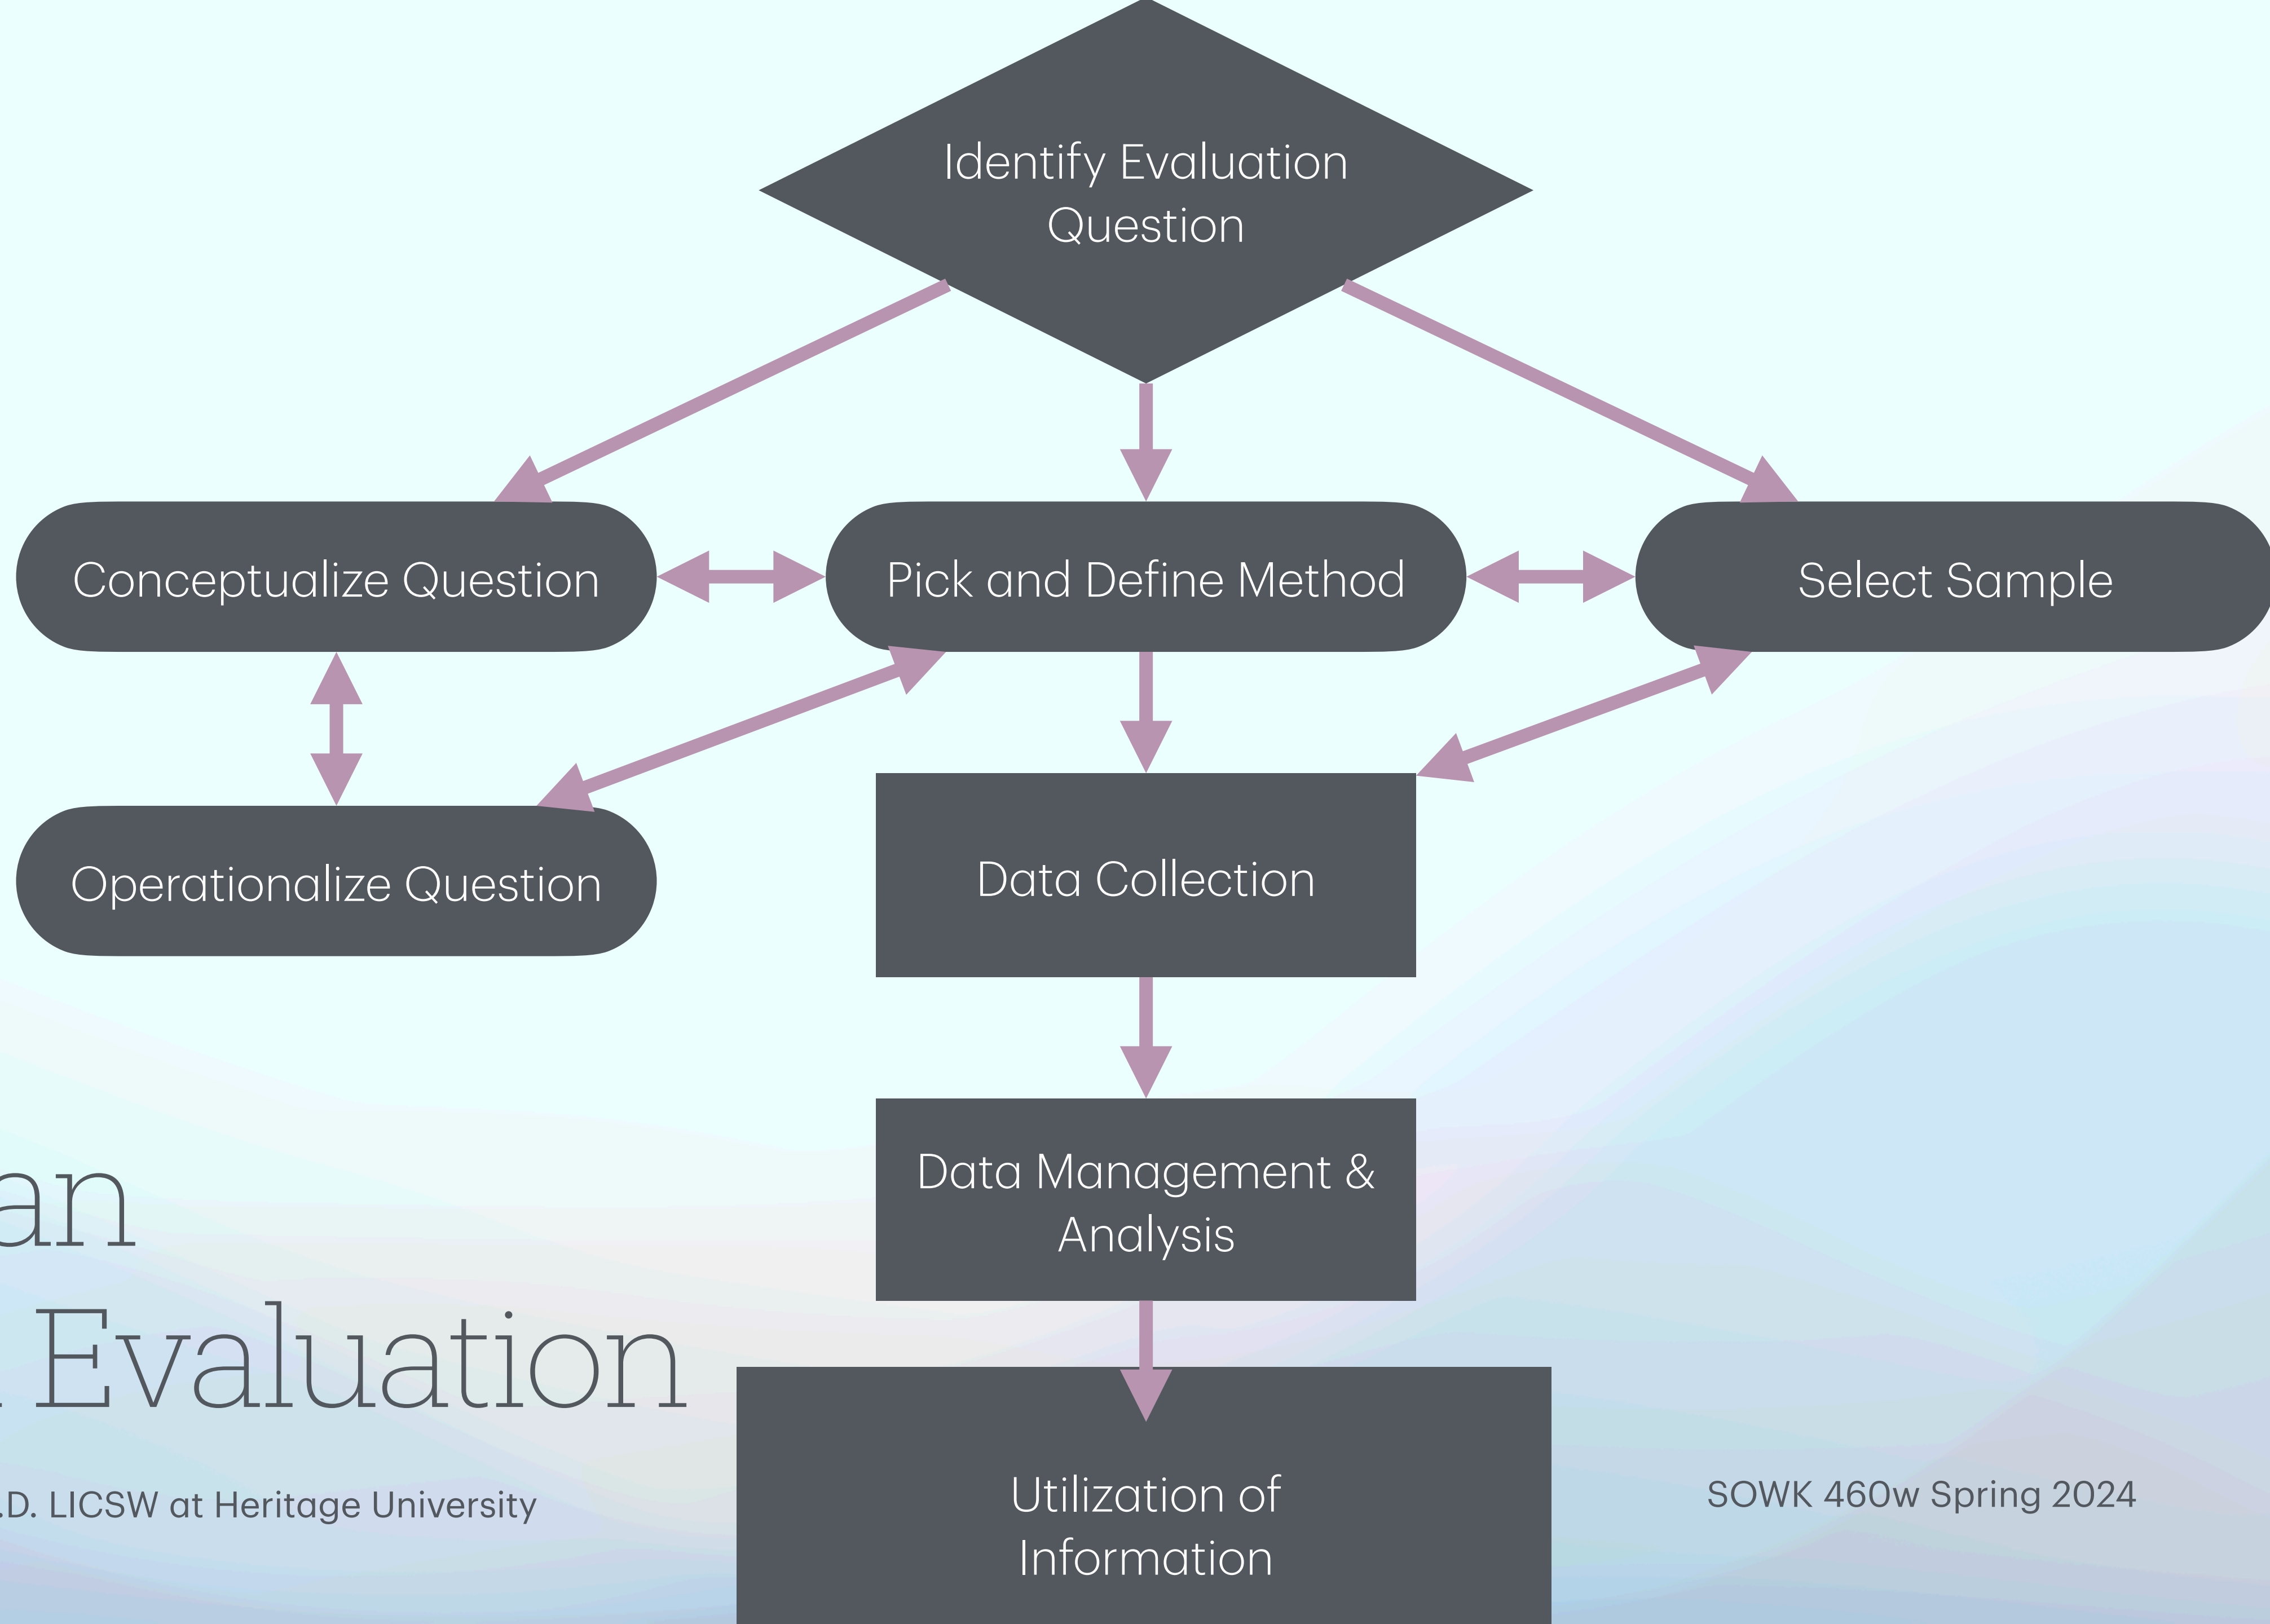 Identify Evaluation
Question
Conceptualize Question
Pick and Define Method
Select Sample
Operationalize Question
Data Collection
Data Management &
Analysis
an
Evaluation
Utilization of
Information
.D. LICSW at Heritage University
SOWK 460w Spring 2024